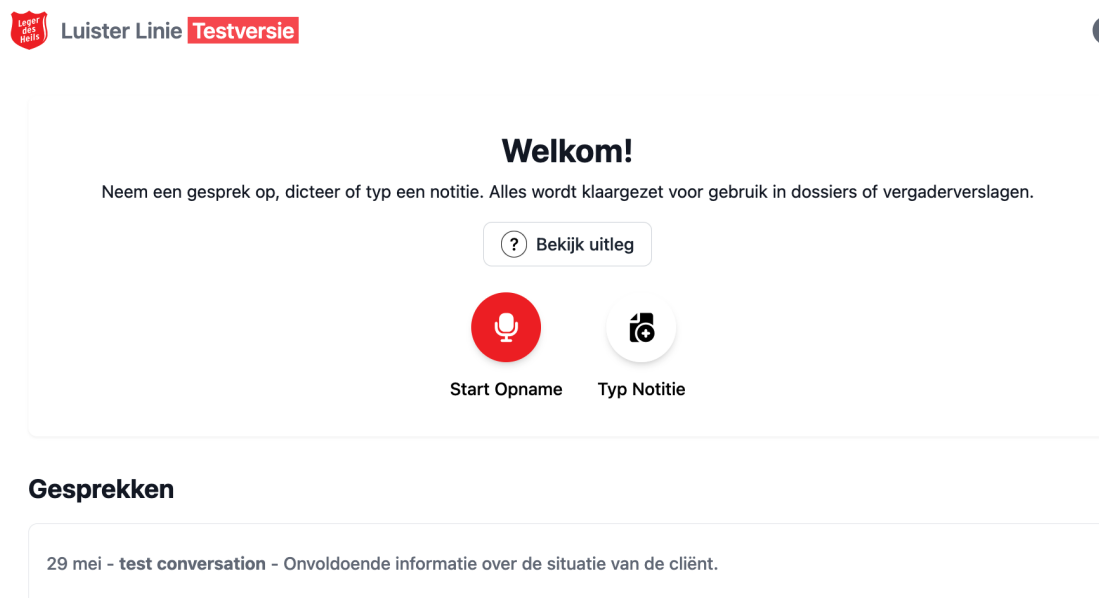 Leger
des
Heils
Luister Linie Testversie
Welkom!
Neem een gesprek op, dicteer of typ een notitie. Alles wordt klaargezet voor gebruik in dossiers of vergaderverslagen.
? Bekijk uitleg
Start Opname
Typ Notitie
Gesprekken
29 mei - test conversation - Onvoldoende informatie over de situatie van de cliënt.